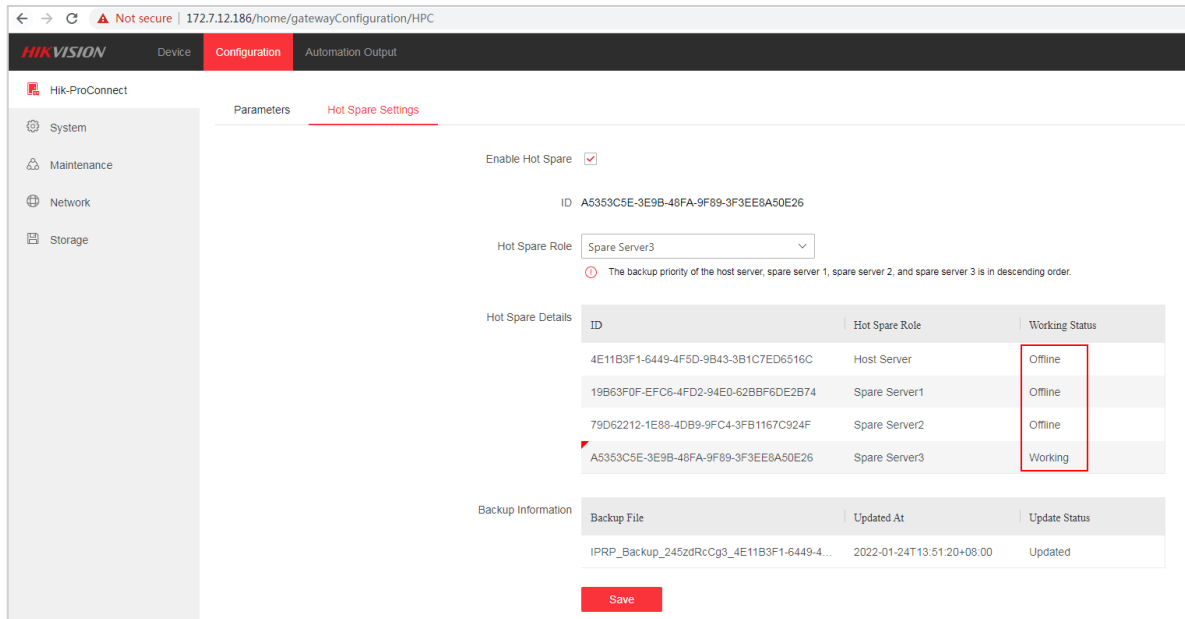 Not secure | 172.7.12.186/home/gatewayConfiguration/HPC
HIKVISION Device Configuration Automation Output
Hik-ProConnect
System
Maintenance
Network
Storage
Parameters Hot Spare Settings
Enable Hot Spare
ID A5353C5E-3E9B-48FA-9F89-3F3EE8A50E26
Hot Spare Role Spare Server3
The backup priority of the host server, spare server 1, spare server 2, and spare server 3 is in descending order.
Hot Spare Details
ID Hot Spare Role Working Status
4E11B3F1-6449-4F5D-9B43-3B1C7ED6516C Host Server Offline
19B63F0F-EFC6-4FD2-94E0-62BBF6DE2B74 Spare Server1 Offline
79D62212-1E88-4DB9-9FC4-3FB1167C924F Spare Server2 Offline
A5353C5E-3E9B-48FA-9F89-3F3EE8A50E26 Spare Server3 Working
Backup Information
Backup File Updated At Update Status
IPRP_Backup_245zdRcCg3_4E11B3F1-6449-4... 2022-01-24T13:51:20+08:00 Updated
Save